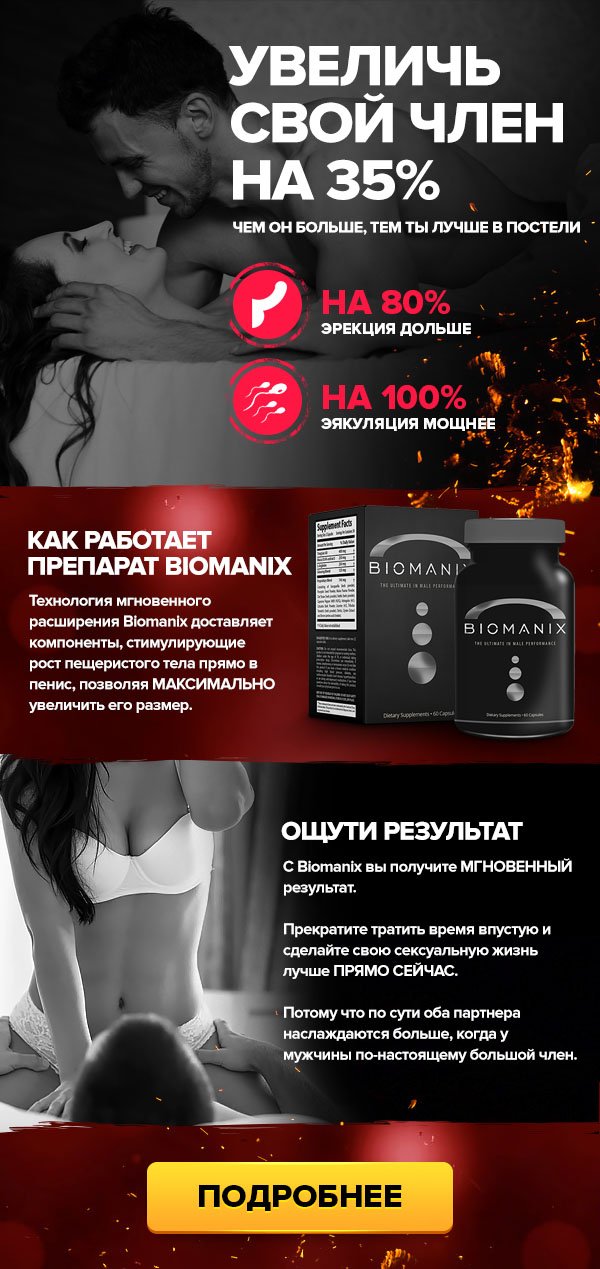 УВЕЛИЧЬ
СВОЙ ЧЛЕН
НА 35%
ЧЕМ ОН БОЛЬШЕ, ТЕМ ТЫ ЛУЧШЕ В ПОСТЕЛИ
НА 80%
ЭРЕКЦИЯ ДОЛЬШЕ
НА 100%
ЭЯКУЛЯЦИЯ МОЩНЕЕ
КАК РАБОТАЕТ
ПРЕПАРАТ BIOMANIX
Технология мгновенного
расширения Biomanix доставляет
компоненты, стимулирующие
рост пещеристого тела прямо в
пенис, позволяя МАКСИМАЛЬНО
увеличить его размер.
Supplement Facts
BIOMANIX
THE ULTIMATE IN MALE PERFORMA
Dietary Supplements • 60 Capsul
BIOMANIX
THE ULTIMATE IN MALE PERFORMANCE
Dietary Supplements • 60 Capsules
ОЩУТИ РЕЗУЛЬТАТ
С Biomanix вы получите МГНОВЕННЫЙ
результат.
Прекратите тратить время впустую и
сделайте свою сексуальную жизнь
лучше ПРЯМО СЕЙЧАС.
Потому что по сути оба партнера
наслаждаются больше, когда у
мужчины по-настоящему большой член.
ПОДРОБНЕЕ